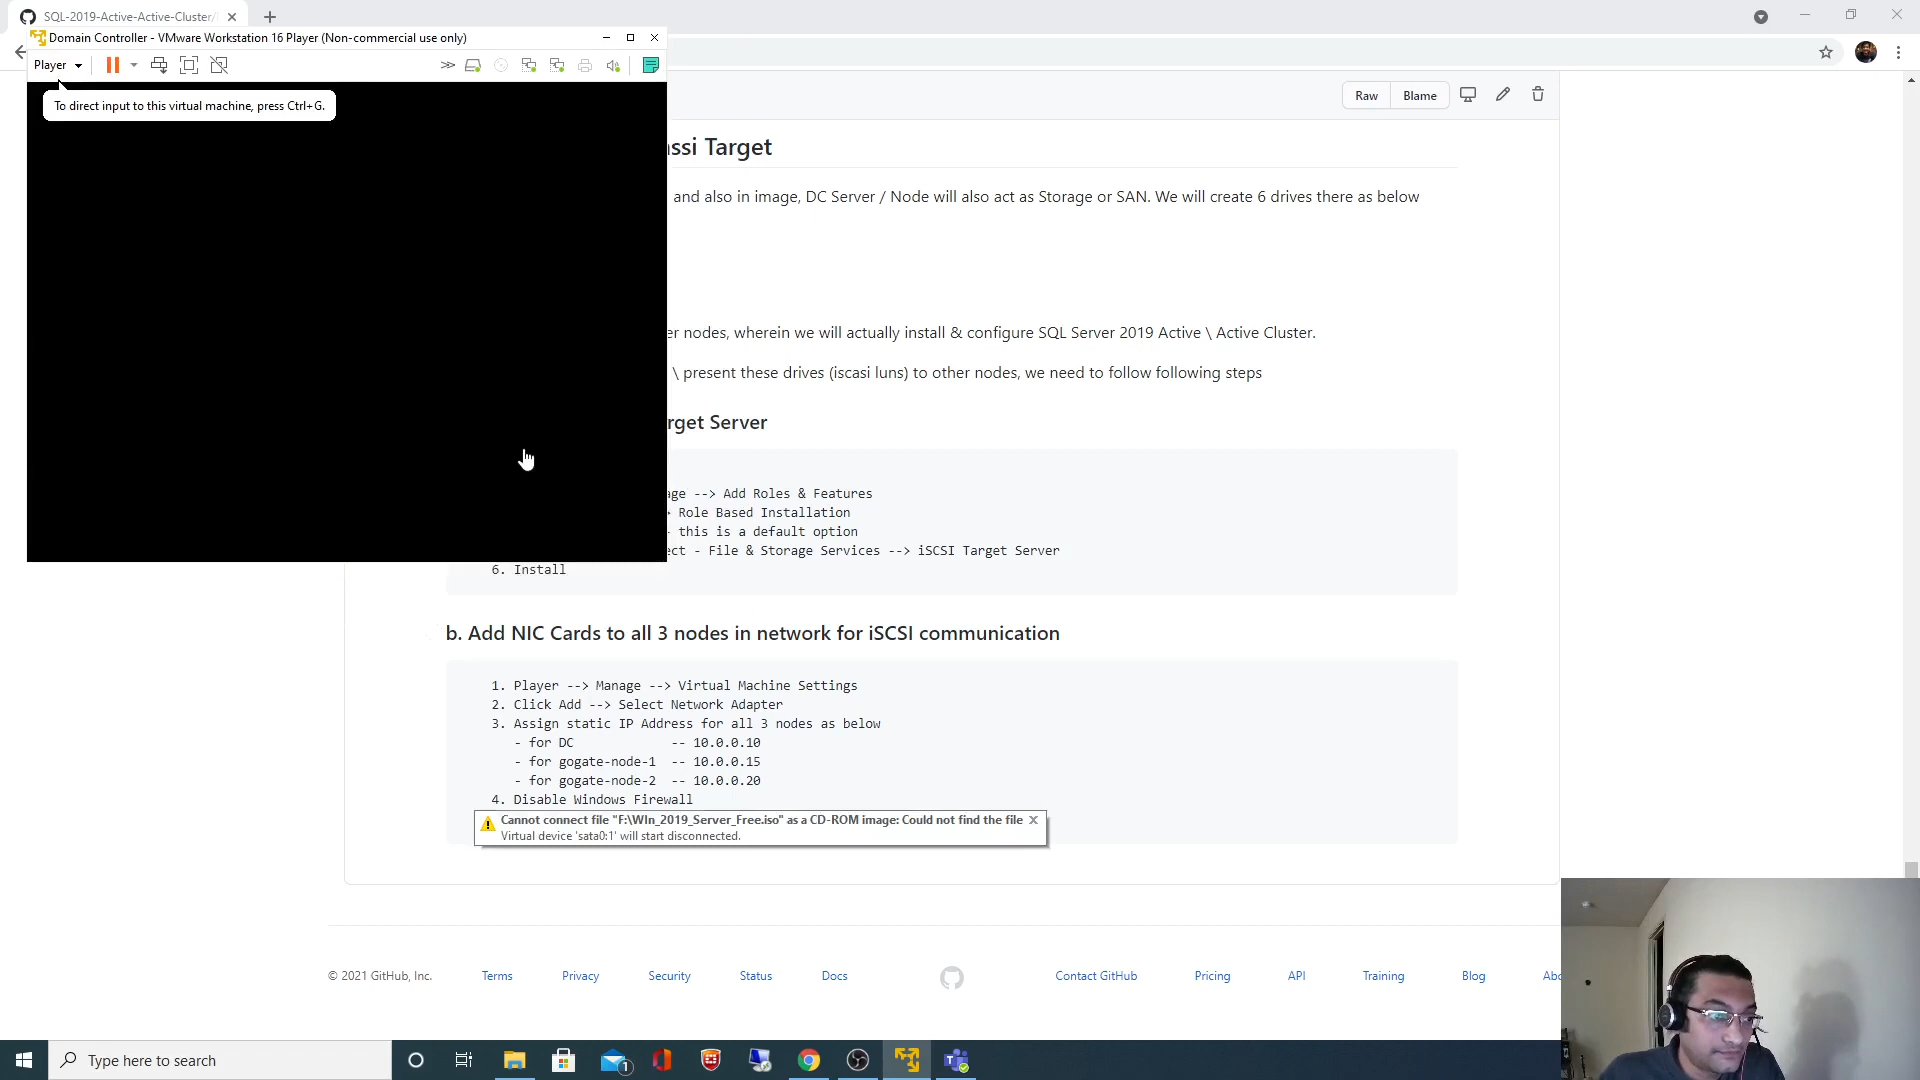 SQL-2019-Active-Active-Cluster/
Domain Controller - VMware Workstation 16 Player (Non-commercial use only)
Player
To direct input to this virtual machine, press Ctrl+G.
Raw
Blame
ssi Target
and also in image, DC Server / Node will also act as Storage or SAN. We will create 6 drives there as below
er nodes, wherein we will actually install & configure SQL Server 2019 Active \ Active Cluster.
\ present these drives (iscasi luns) to other nodes, we need to follow following steps
rget Server
age --> Add Roles & Features
Role Based Installation
- this is a default option
ect - File & Storage Services --> iSCSI Target Server
6. Install
b. Add NIC Cards to all 3 nodes in network for iSCSI communication
1. Player --> Manage --> Virtual Machine Settings
2. Click Add --> Select Network Adapter
3. Assign static IP Address for all 3 nodes as below
- for DC -- 10.0.0.10
- for gogate-node-1 -- 10.0.0.15
- for gogate-node-2 -- 10.0.0.20
4. Disable Windows Firewall
Cannot connect file "F:\WIn_2019_Server_Free.iso" as a CD-ROM image: Could not find the file
Virtual device 'sata0:1' will start disconnected.
© 2021 GitHub, Inc.
Terms
Privacy
Security
Status
Docs
Contact GitHub
Pricing
API
Training
Blog
Abo
Type here to search
1